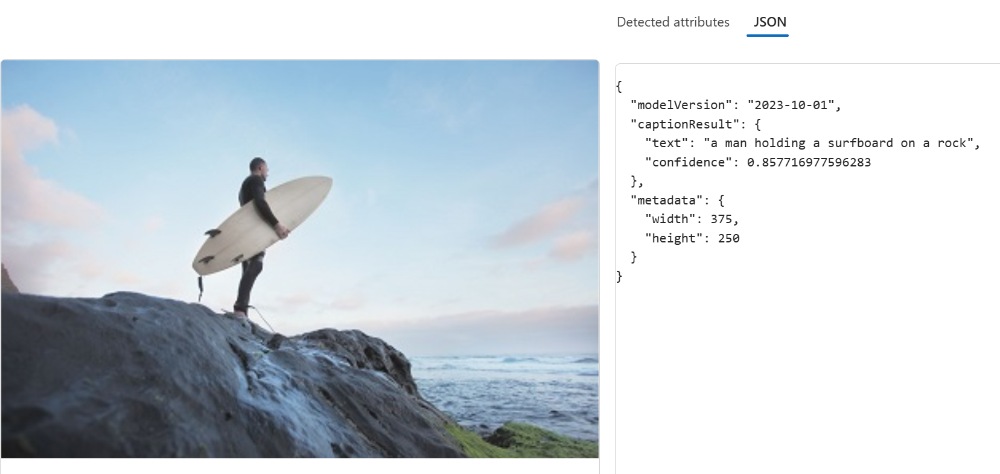 Detected attributes JSON
{
  "modelVersion": "2023-10-01",
  "captionResult": {
    "text": "a man holding a surfboard on a rock",
    "confidence": 0.857716977596283
  },
  "metadata": {
    "width": 375,
    "height": 250
  }
}